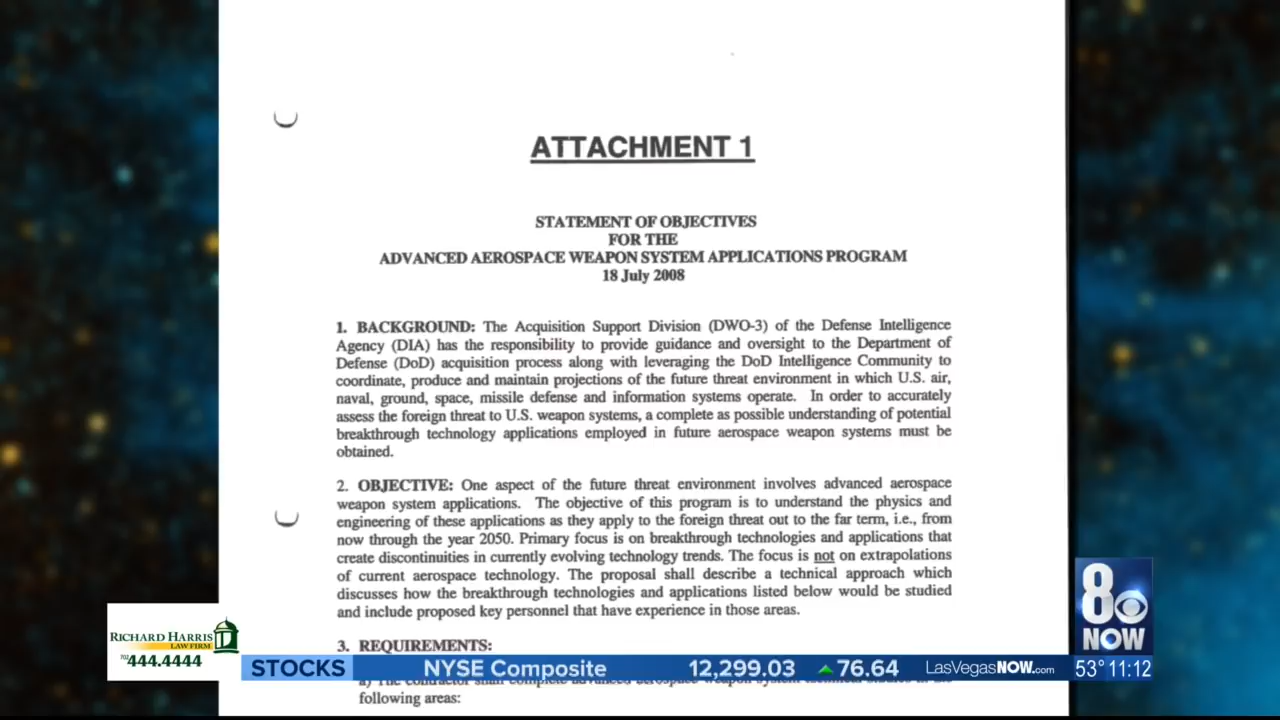 ATTACHMENT 1
STATEMENT OF OBJECTIVES
FOR THE
ADVANCED AEROSPACE WEAPON SYSTEM APPLICATIONS PROGRAM
18 July 2008
1. BACKGROUND: The Acquisition Support Division (DWO-3) of the Defense Intelligence
Agency (DIA) has the responsibility to provide guidance and oversight to the Department of
Defense (DoD) acquisition process along with leveraging the DoD Intelligence Community to
coordinate, produce and maintain projections of the future threat environment in which U.S. air,
naval, ground, space, missile defense and information systems operate. In order to accurately
assess the foreign threat to U.S. weapon systems, a complete as possible understanding of potential
breakthrough technology applications employed in future aerospace weapon systems must be
obtained.
2. OBJECTIVE: One aspect of the future threat environment involves advanced aerospace
weapon system applications. The objective of this program is to understand the physics and
engineering of these applications as they apply to the foreign threat out to the far term, i.e., from
now through the year 2050. Primary focus is on breakthrough technologies and applications that
create discontinuities in currently evolving technology trends. The focus is not on extrapolations
of current aerospace technology. The proposal shall describe a technical approach which
discusses how the breakthrough technologies and applications listed below would be studied
and include proposed key personnel that have experience in those areas.
3. REQUIREMENTS:
following areas:
RICHARD HARRIS
LAW FIRM
702 444.4444
STOCKS NYSE Composite 12,299.03 76.64 LasVegasNOW.com 53° 11:12
8
NOW